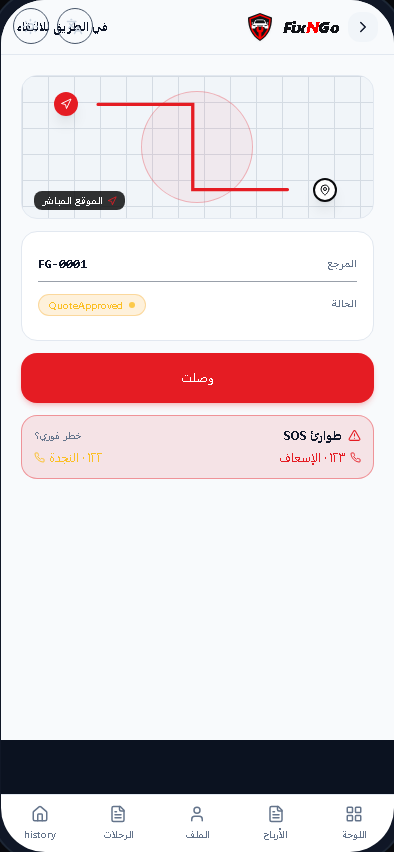 FixNGo
في الطريق للالتقاء
الموقع المباشر
المرجع
FG-0001
الحالة
QuoteApproved
وصلت
طوارئ SOS
خطر فوري؟
١٢٣ · الإسعاف
١٢٢ · النجدة
اللوحة
الأرباح
الملف
الرحلات
history